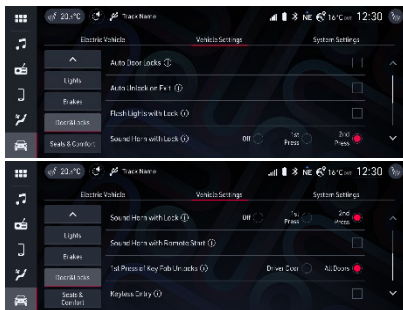 20.5°C Track Name NE 16°C 12:30
Electric Vehicle Vehicle Settings System Settings
Auto Door Locks
Lights
Auto Unlock on Exit
Brakes
Flash Lights with Lock
Door&Locks
Sound Horn with Lock Off 1st Press 2nd Press
Seats & Comfort
20.5°C Track Name NE 16°C 12:30
Electric Vehicle Vehicle Settings System Settings
Sound Horn with Lock Off 1st Press 2nd Press
Lights
Sound Horn with Remote Start
Brakes
1st Press of Key Fob Unlocks Driver Door All Doors
Door&Locks
Seats &
Comfort
Keyless Entry